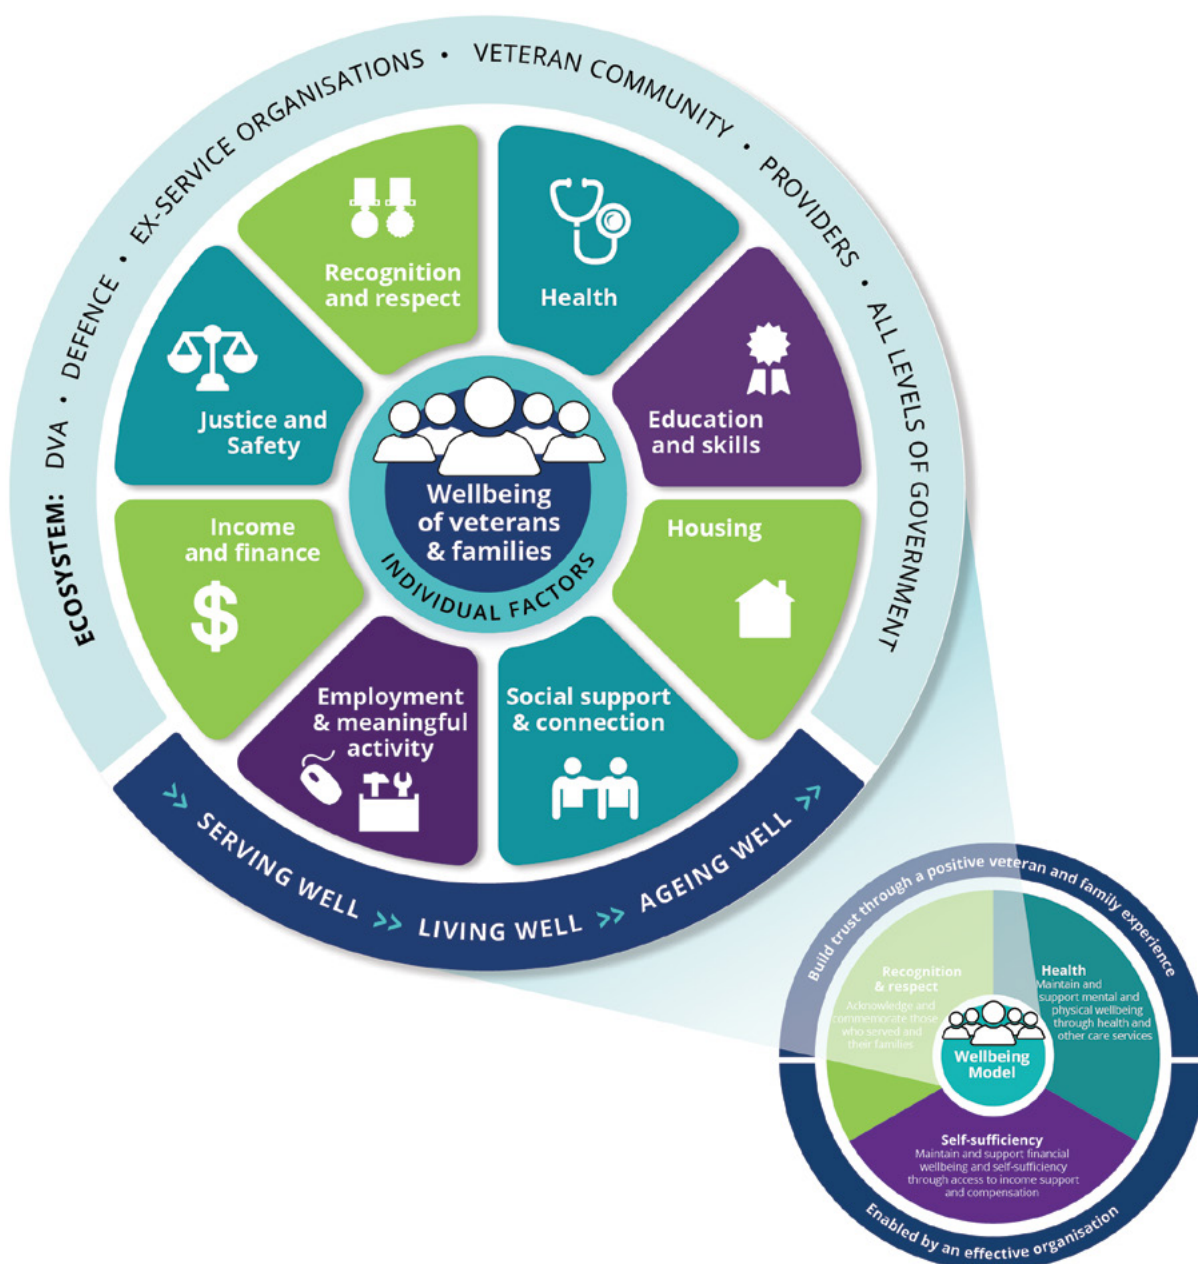 ECOSYSTEM: DVA • DEFENCE • EX-SERVICE ORGANISATIONS • VETERAN COMMUNITY • PROVIDERS • ALL LEVELS OF GOVERNMENT
Recognition
and respect
Health
Education
and skills
Housing
Social support
& connection
Employment
& meaningful
activity
Income
and finance
$
Justice and
Safety
Wellbeing
of veterans
& families
INDIVIDUAL FACTORS
>> SERVING WELL >> LIVING WELL >> AGEING WELL >>
Build trust through a positive veteran and family experience
Recognition
& respect
Acknowledge and
commemorate those
who served and
their families
Health
Maintain and
support mental and
physical wellbeing
through health and
other care services
Wellbeing
Model
Self-sufficiency
Maintain and support financial
wellbeing and self-sufficiency
through access to income support
and compensation
Enabled by an effective organisation